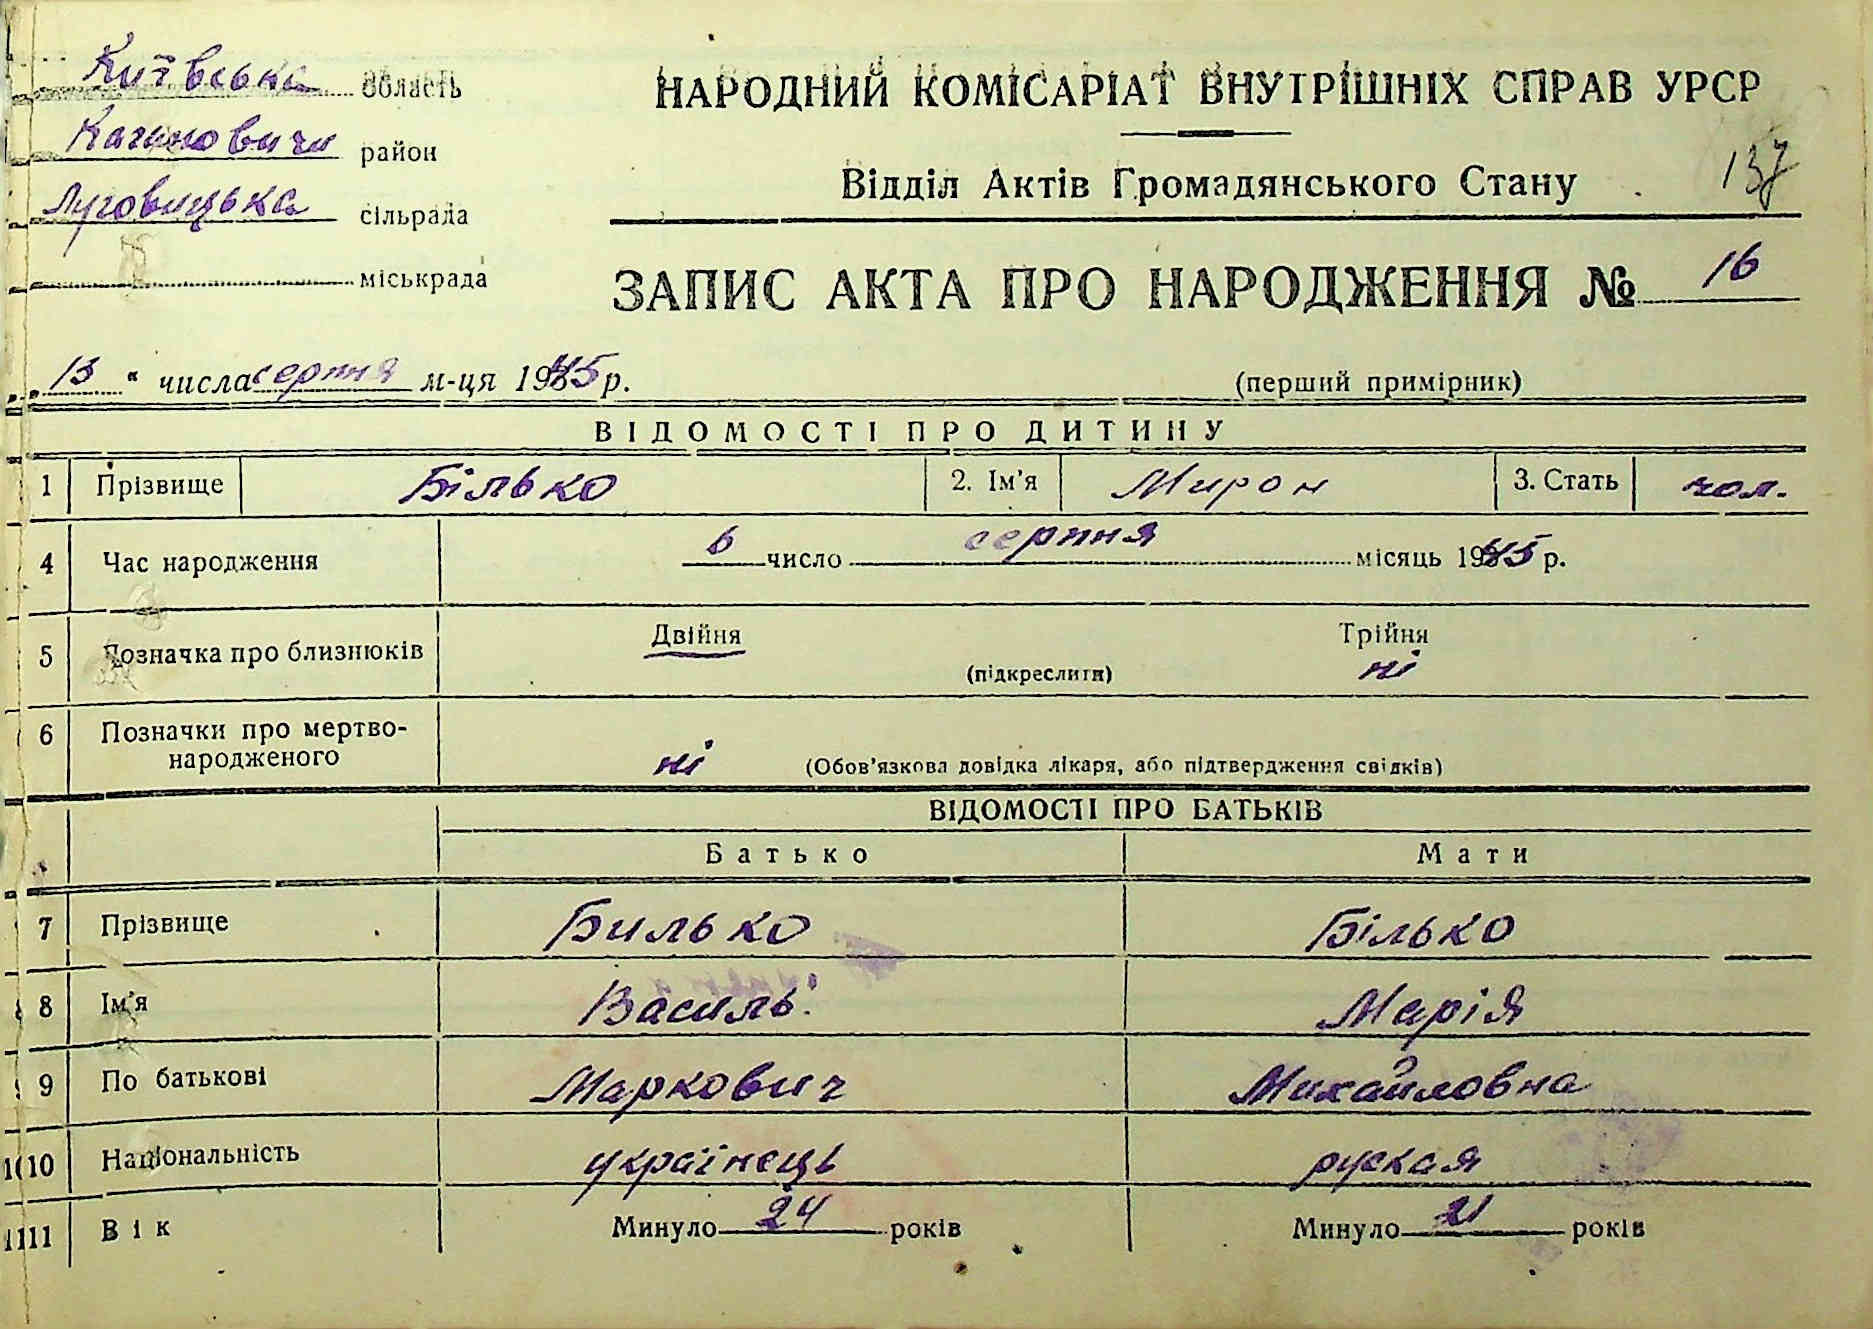 Київська область
Кагановичи район
Луговицька сільрада
міськрада
НАРОДНИЙ КОМІСАРІАТ ВНУТРІШНІХ СПРАВ УРСР
Відділ Актів Громадянського Стану
137
ЗАПИС АКТА ПРО НАРОДЖЕННЯ № 16
„ 13 “ числа серпня м-ця 1945 р.
(перший примірник)
ВІДОМОСТІ ПРО ДИТИНУ
1 Прізвище Білько 2. Ім'я Мирон 3. Стать чол.
4 Час народження 6 число серпня місяць 1945 р.
5 Позначка про близнюків Двійня (підкреслити) Трійня ні
6 Позначки про мертво-
народженого ні (Обов'язкова довідка лікаря, або підтвердження свідків)
ВІДОМОСТІ ПРО БАТЬКІВ
Батько Мати
7 Прізвище Билько Білько
8 Ім'я Василь Марія
9 По батькові Маркович Михайловна
10 Національність українець руская
11 Вік Минуло 24 років Минуло 21 років